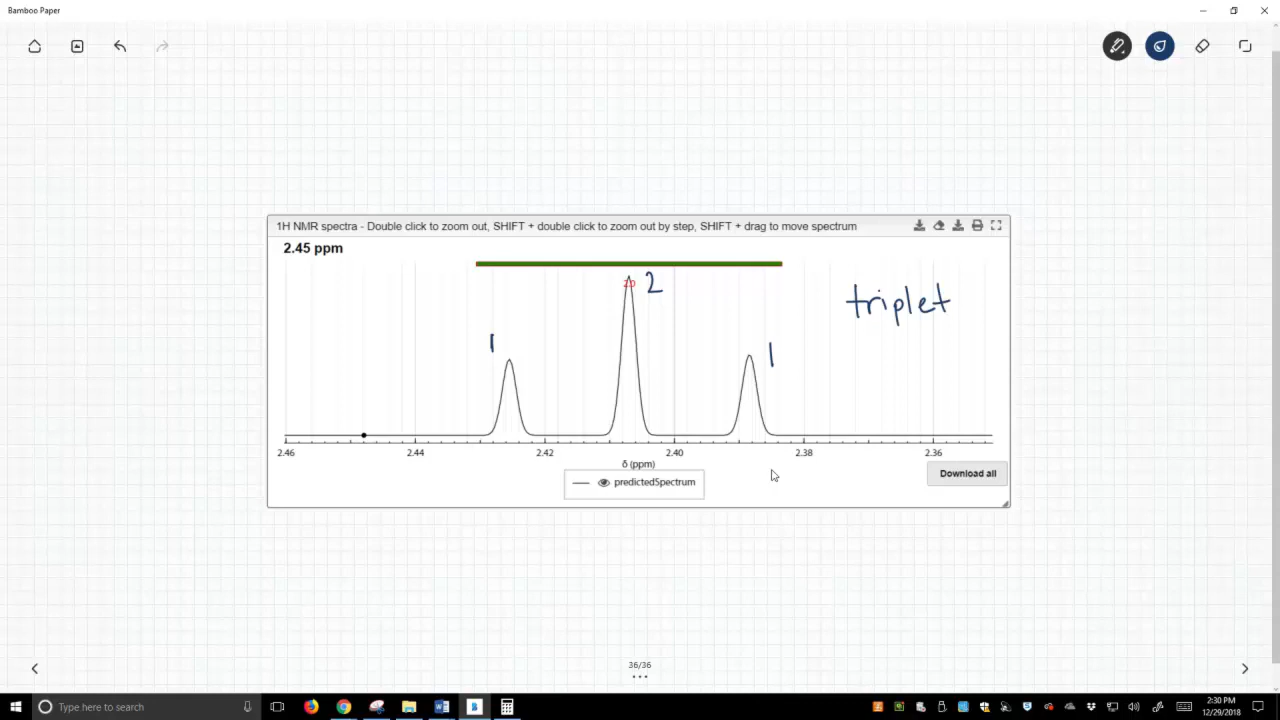 Bamboo Paper
1H NMR spectra - Double click to zoom out, SHIFT + double click to zoom out by step, SHIFT + drag to move spectrum
2.45 ppm
2.0
2
triplet
1
1
2.46 2.44 2.42 2.40 2.38 2.36
δ (ppm)
predictedSpectrum
Download all
36/36
Type here to search
2:30 PM
12/29/2018